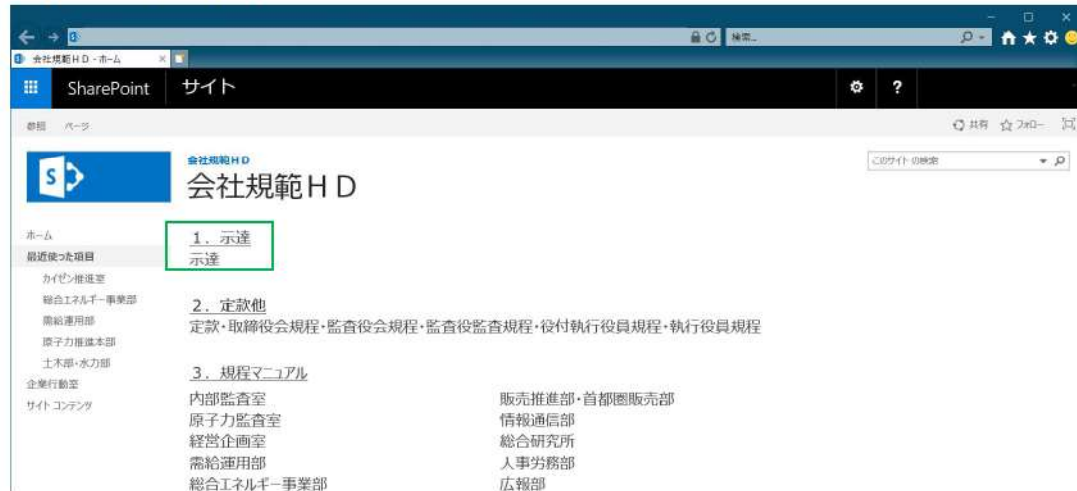 検索...
会社規範ＨＤ - ホーム
SharePoint サイト
参照 ページ
共有 フォロー
会社規範ＨＤ
このサイトの検索
会社規範ＨＤ
ホーム
最近使った項目
カイゼン推進室
総合エネルギー事業部
需給運用部
原子力推進本部
土木部・水力部
企業行動室
サイト コンテンツ
１．示達
示達
２．定款他
定款・取締役会規程・監査役会規程・監査役監査規程・役付執行役員規程・執行役員規程
３．規程マニュアル
内部監査室 販売推進部・首都圏販売部
原子力監査室 情報通信部
経営企画室 総合研究所
需給運用部 人事労務部
総合エネルギー事業部 広報部